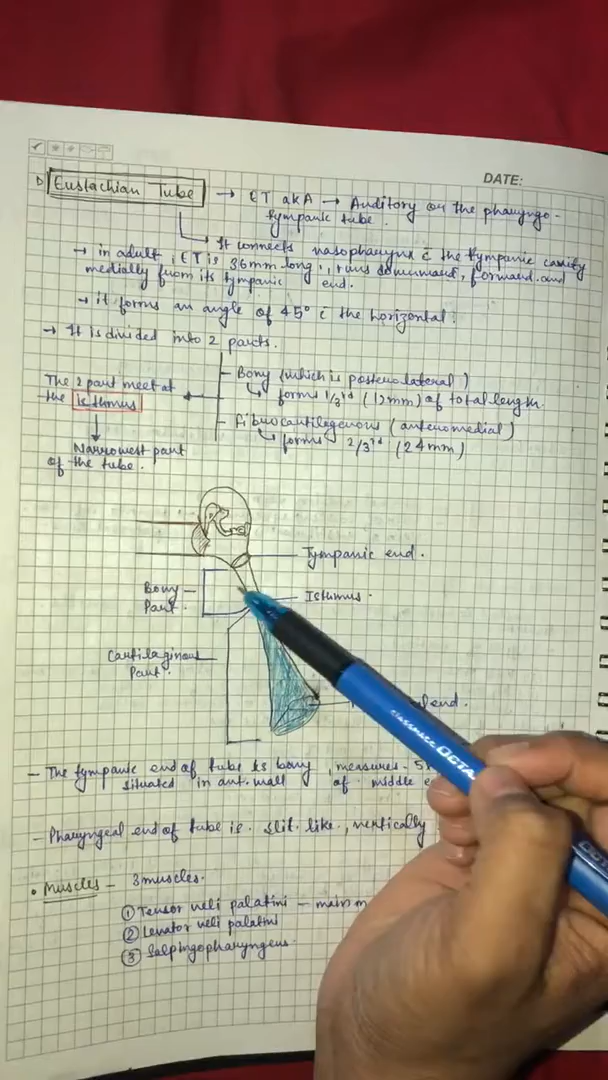 DATE:
Eustachian Tube → ET aka → Auditory or the pharyngo-
tympanic tube.
↳ It connects nasopharynx c̄ the tympanic cavity
→ in adult, ET is 36mm long, runs downward, forward and
medially from its tympanic end.
→ it forms an angle of 45° c̄ the horizontal.
→ It is divided into 2 parts.
- Bony (which is posterolateral)
↳ forms 1/3rd (12mm) of total length.
- fibrocartilegenous (anteromedial)
↳ forms 2/3rd (24mm)
The 2 part meet at
the isthmus
↓
Narrowest part
of the tube.
Tympanic end.
Bony
Part.
Isthmus.
Cartilaginous
Part.
end.
- The tympanic end of tube is bony, measures - 5
situated in ant. wall of middle
- Pharyngeal end of tube is slit like, vertically
• Muscles - 3 muscles.
① Tensor veli palatini - main
② Levator veli palatini
③ Salpingopharyngeus.
classmate OCTA
OCTA